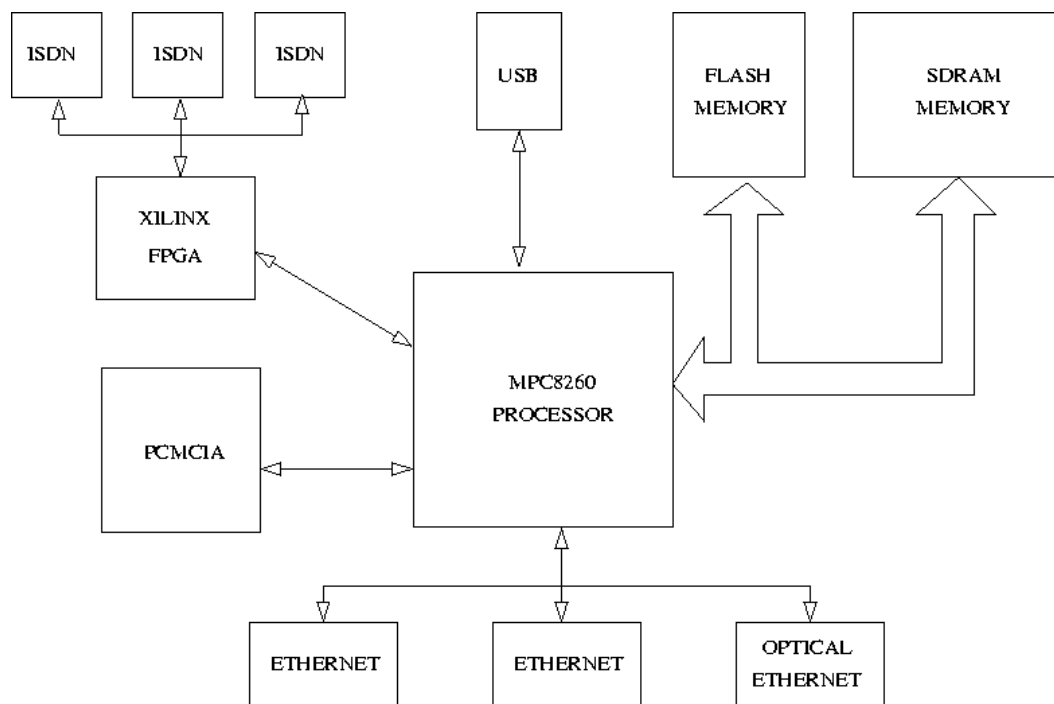 ISDN
ISDN
ISDN
USB
FLASH
MEMORY
SDRAM
MEMORY
XILINX
FPGA
MPC8260
PROCESSOR
PCMCIA
ETHERNET
ETHERNET
OPTICAL
ETHERNET